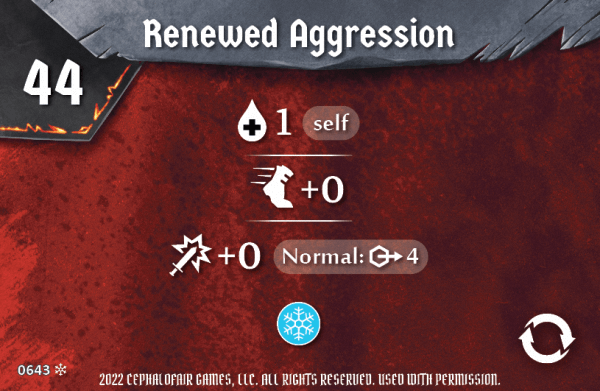 Renewed Aggression
44
1 self
+0
+0 Normal: 4
0643
2022 CEPHALOFAIR GAMES, LLC. ALL RIGHTS RESERVED. USED WITH PERMISSION.